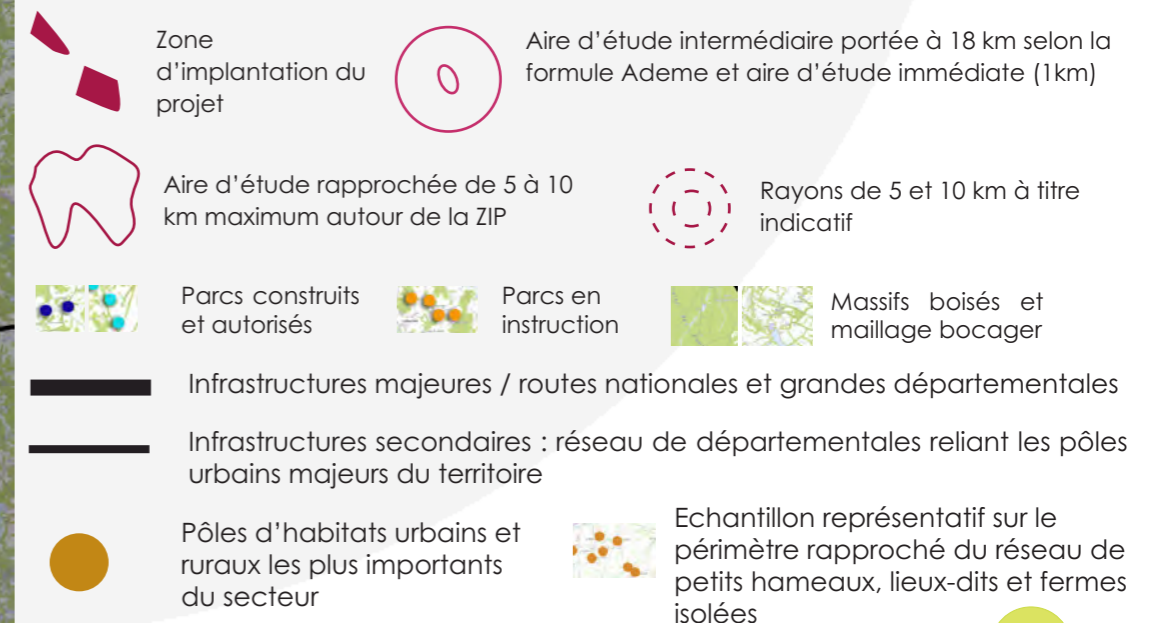 Zone
d'implantation du
projet
Aire d'étude intermédiaire portée à 18 km selon la
formule Ademe et aire d'étude immédiate (1km)
Aire d'étude rapprochée de 5 à 10
km maximum autour de la ZIP
Rayons de 5 et 10 km à titre
indicatif
Parcs construits
et autorisés
Parcs en
instruction
Massifs boisés et
maillage bocager
Infrastructures majeures / routes nationales et grandes départementales
Infrastructures secondaires : réseau de départementales reliant les pôles
urbains majeurs du territoire
Pôles d'habitats urbains et
ruraux les plus importants
du secteur
Echantillon représentatif sur le
périmètre rapproché du réseau de
petits hameaux, lieux-dits et fermes
isolées